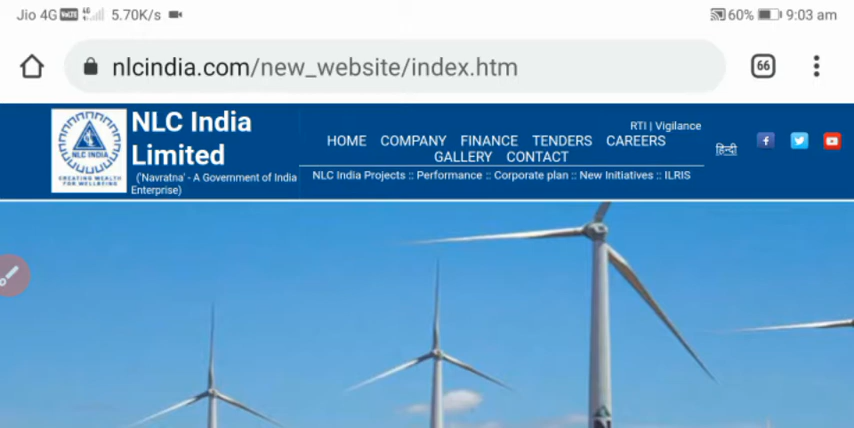 Jio 4G VoLTE 4G 5.70K/s 60% 9:03 am
nlcindia.com/new_website/index.htm 66
NLC India
Limited
('Navratna' - A Government of India
Enterprise)
NLC INDIA
CREATING WEALTH
FOR WELLBEING
RTI | Vigilance
HOME COMPANY FINANCE TENDERS CAREERS
GALLERY CONTACT
NLC India Projects :: Performance :: Corporate plan :: New Initiatives :: ILRIS
हिन्दी